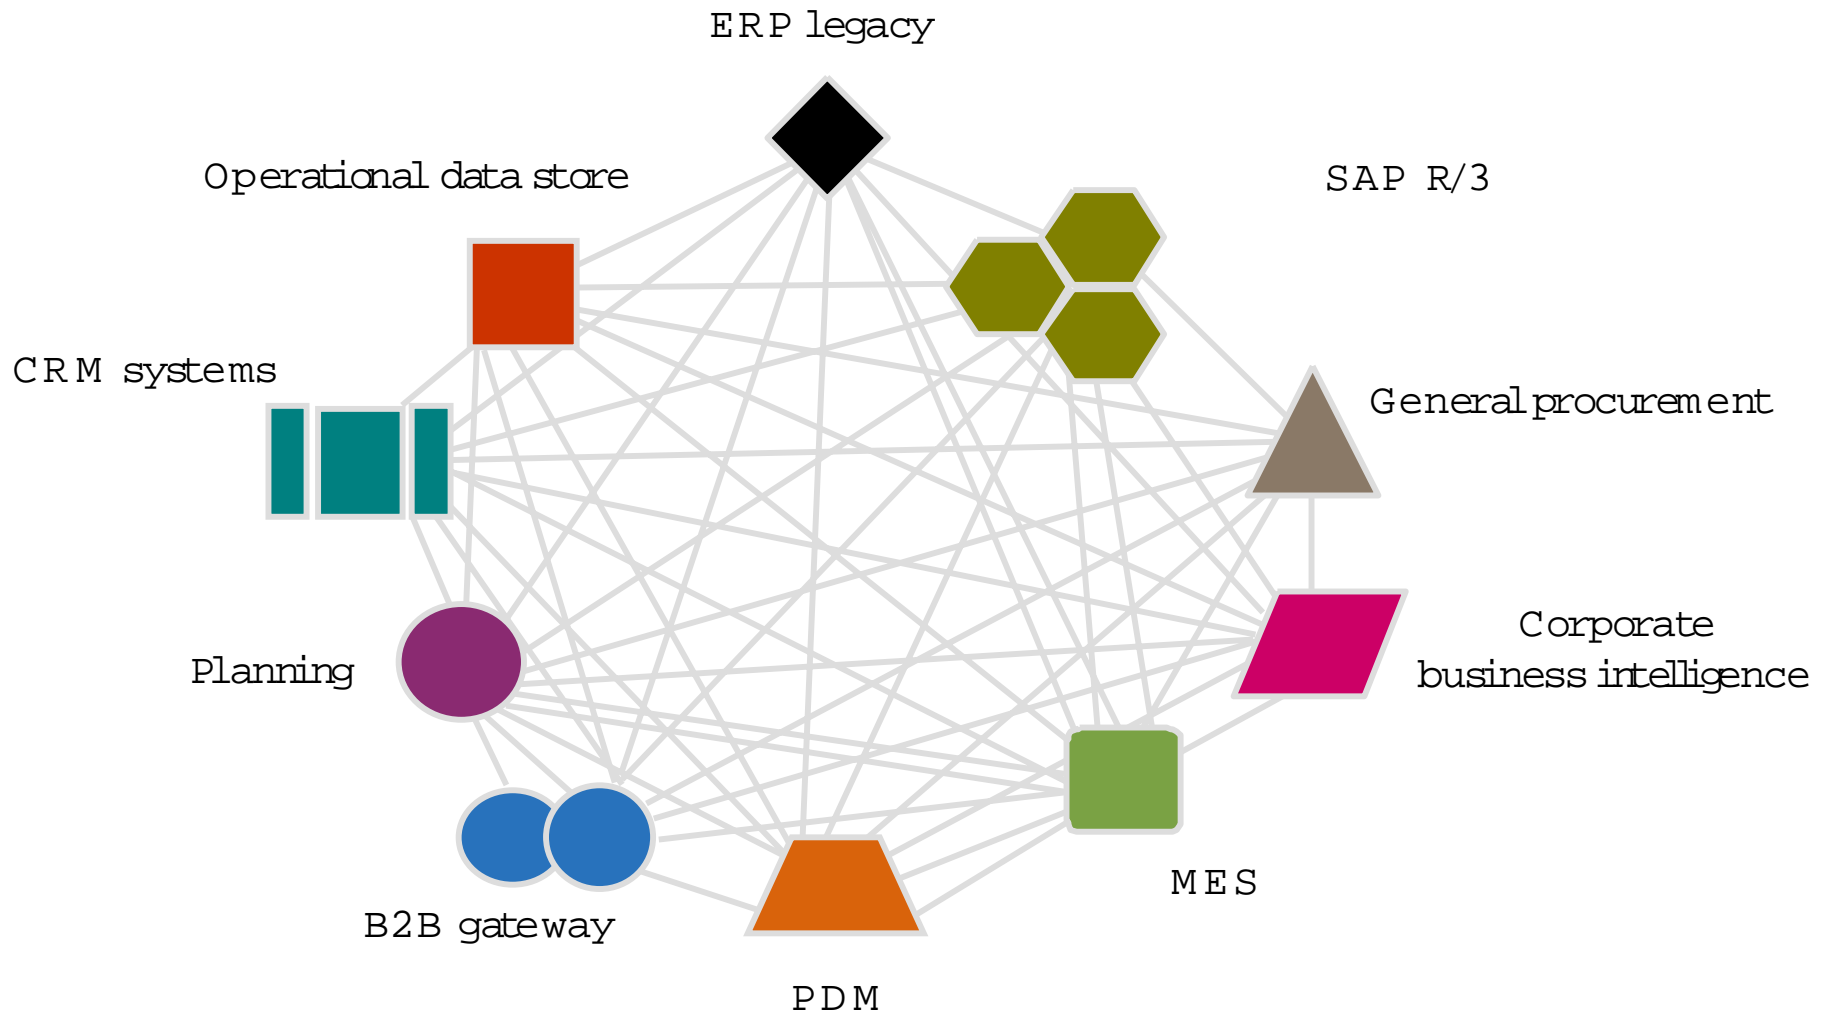 ERP legacy
Operational data store
SAP R/3
CRM systems
General procurement
Corporate
business intelligence
Planning
MES
B2B gateway
PDM